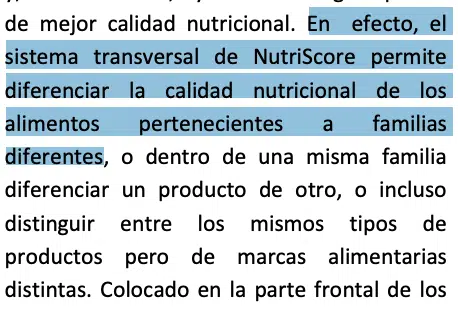 de mejor calidad nutricional. En efecto, el
sistema transversal de NutriScore permite
diferenciar la calidad nutricional de los
alimentos pertenecientes a familias
diferentes, o dentro de una misma familia
diferenciar un producto de otro, o incluso
distinguir entre los mismos tipos de
productos pero de marcas alimentarias
distintas. Colocado en la parte frontal de los